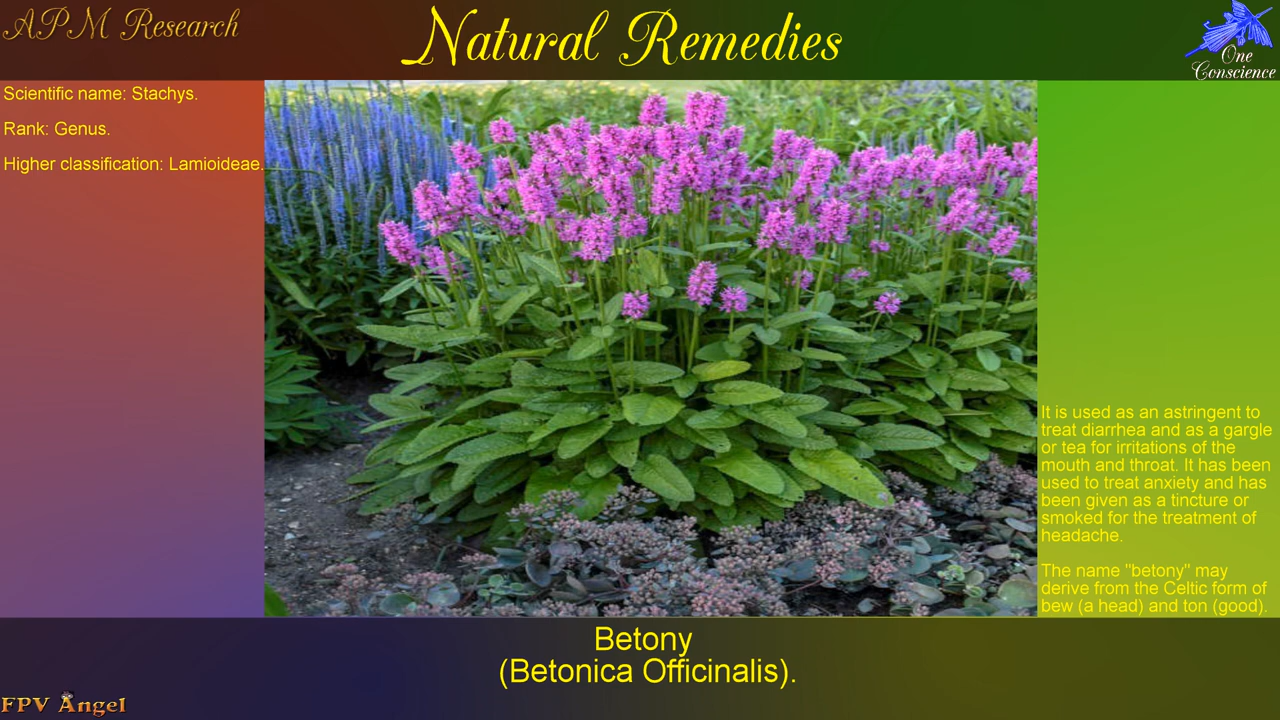 APM Research
Natural Remedies
One
Conscience
Scientific name: Stachys.
Rank: Genus.
Higher classification: Lamioideae.
It is used as an astringent to
treat diarrhea and as a gargle
or tea for irritations of the
mouth and throat. It has been
used to treat anxiety and has
been given as a tincture or
smoked for the treatment of
headache.
The name "betony" may
derive from the Celtic form of
bew (a head) and ton (good).
Betony
(Betonica Officinalis).
FPV Angel